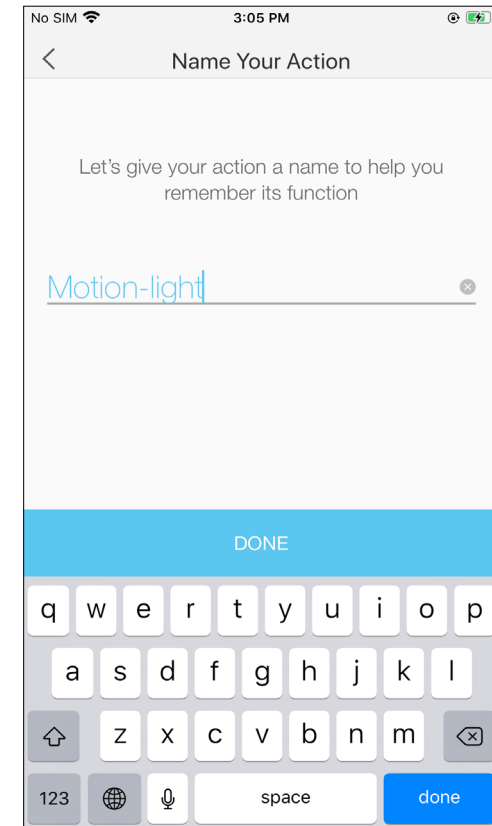 No SIM 3:05 PM
Name Your Action
Let's give your action a name to help you
remember its function
Motion-light
DONE
q w e r t y u i o p
a s d f g h j k l
z x c v b n m
123 space done